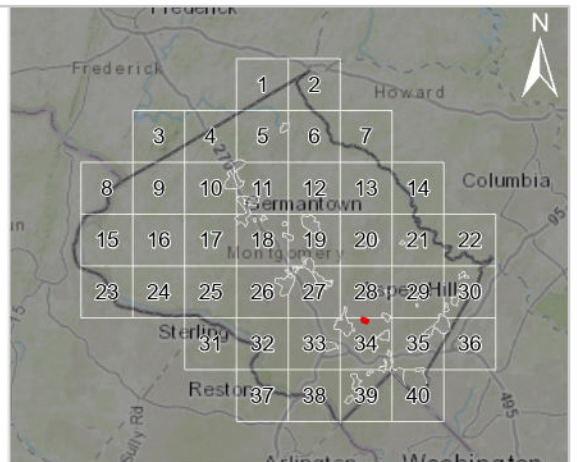 Frederick
N
1 2
Frederick
Howard
3 4 5 6 7
270
8 9 10 11 12 13 14
Columbia
Germantown
95
15 16 17 18 19 20 21 22
Montgomery
15
23 24 25 26 27 28 29 30
Aspen Hill
Sterling
31 32 33 34 35 36
Reston
37 38 39 40
495
Sully Rd
Arlington
Washington